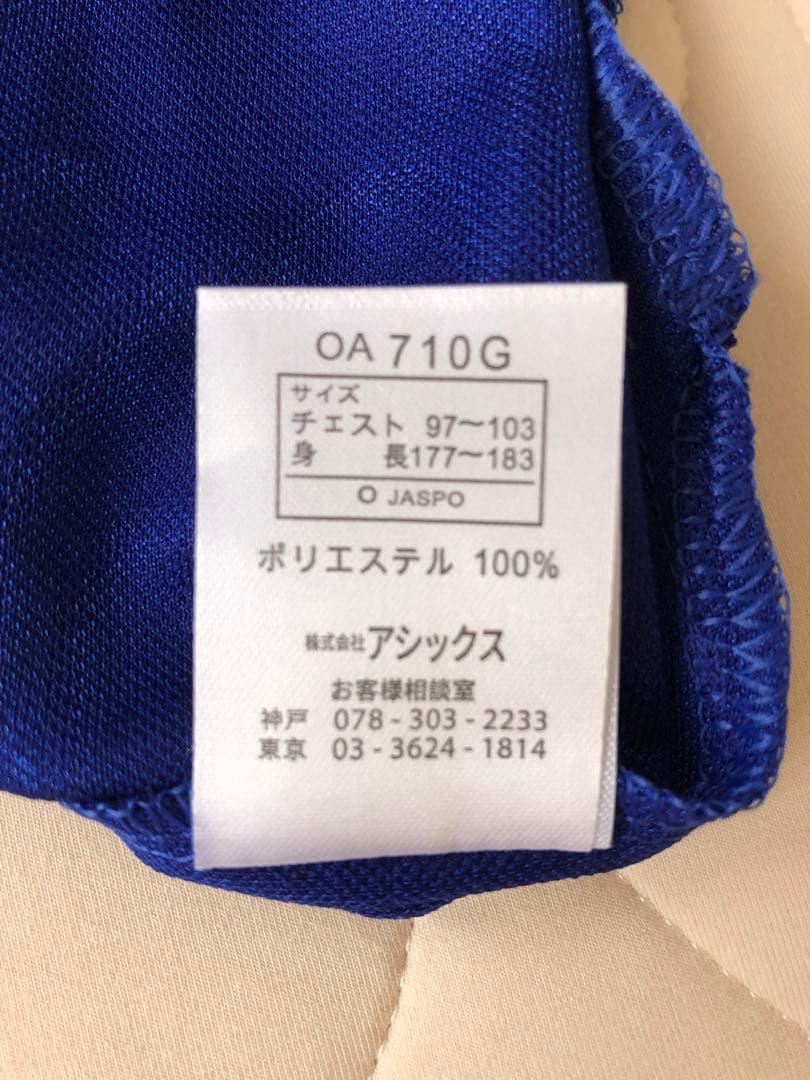 OA 710G
サイズ
チェスト 97〜103
身 長177〜183
O JASPO
ポリエステル 100%
株式会社アシックス
お客様相談室
神戸 078 - 303 - 2233
東京 03 - 3624 - 1814